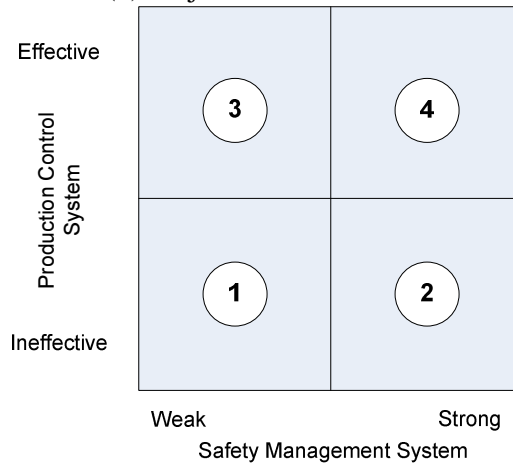 Effective
3
4
Production Control
System
1
2
Ineffective
Weak
Strong
Safety Management System